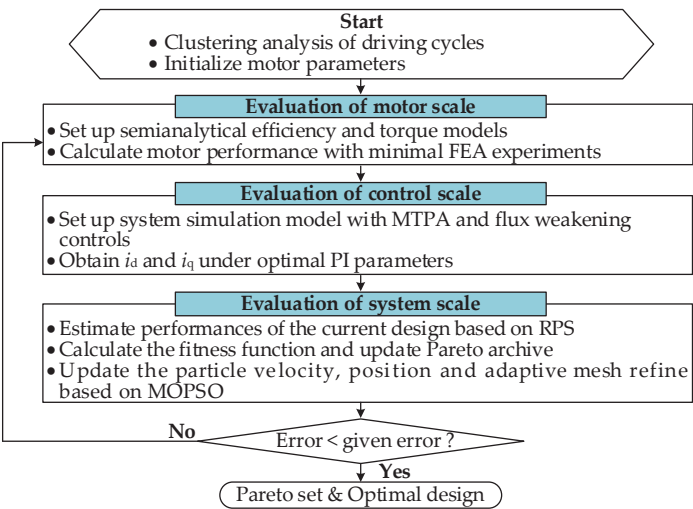 Start
• Clustering analysis of driving cycles
• Initialize motor parameters
Evaluation of motor scale
• Set up semianalytical efficiency and torque models
• Calculate motor performance with minimal FEA experiments
Evaluation of control scale
• Set up system simulation model with MTPA and flux weakening
controls
• Obtain id and iq under optimal PI parameters
Evaluation of system scale
• Estimate performances of the current design based on RPS
• Calculate the fitness function and update Pareto archive
• Update the particle velocity, position and adaptive mesh refine
based on MOPSO
No
Error < given error ?
Yes
Pareto set & Optimal design